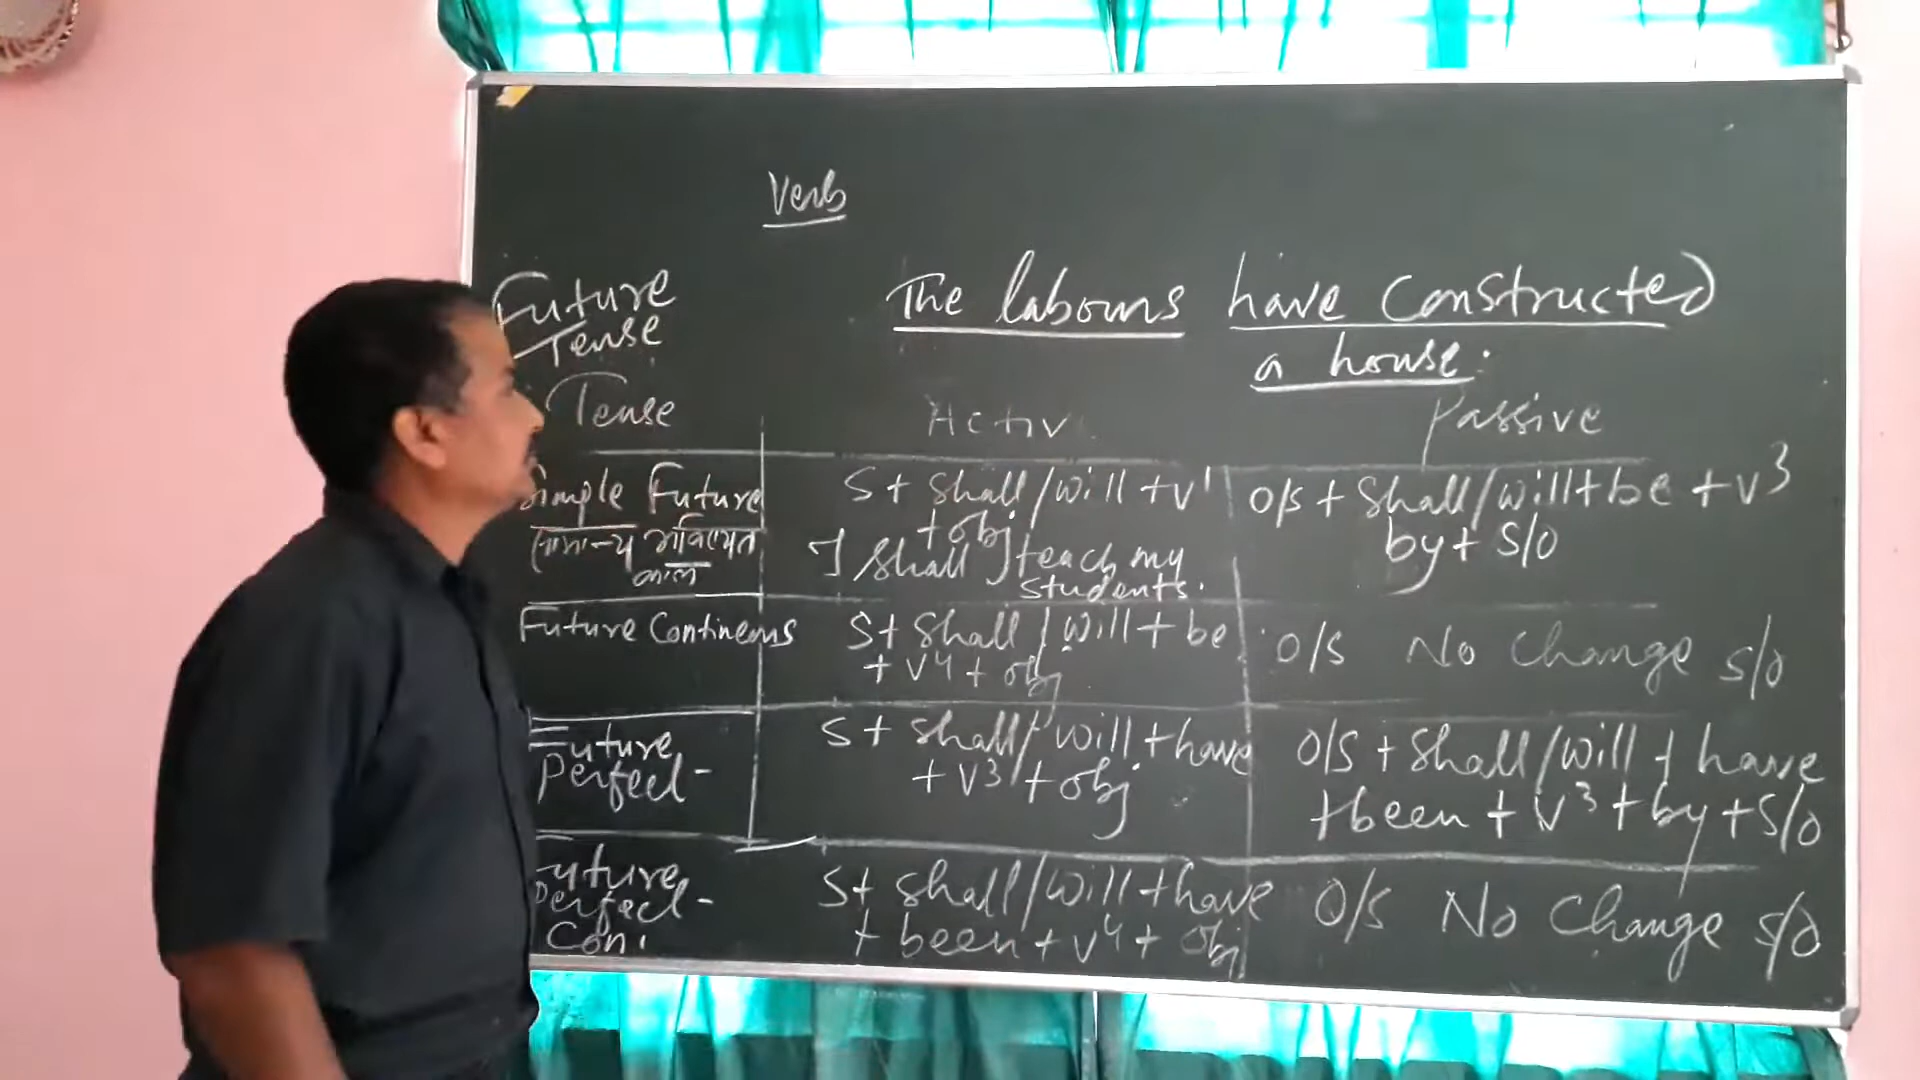 Verb
Future
Tense
The labours have constructed
a house.
Tense Activ Passive
Simple Future
(सामान्य भविष्यत
काल
S + Shall/will + v1
+ obj
I shall teach my
students.
O/S + Shall/will + be + v3
by + S/O
Future Contineous
S + Shall / will + be
+ v4 + obj
O/S No Change S/O
Future
Perfect -
S + shall/will + have
+ v3 + obj
O/S + Shall/will + have
+ been + v3 + by + S/O
Future
Perfect -
Con.
S + shall/will + have
+ been + v4 + obj
O/S No Change S/O